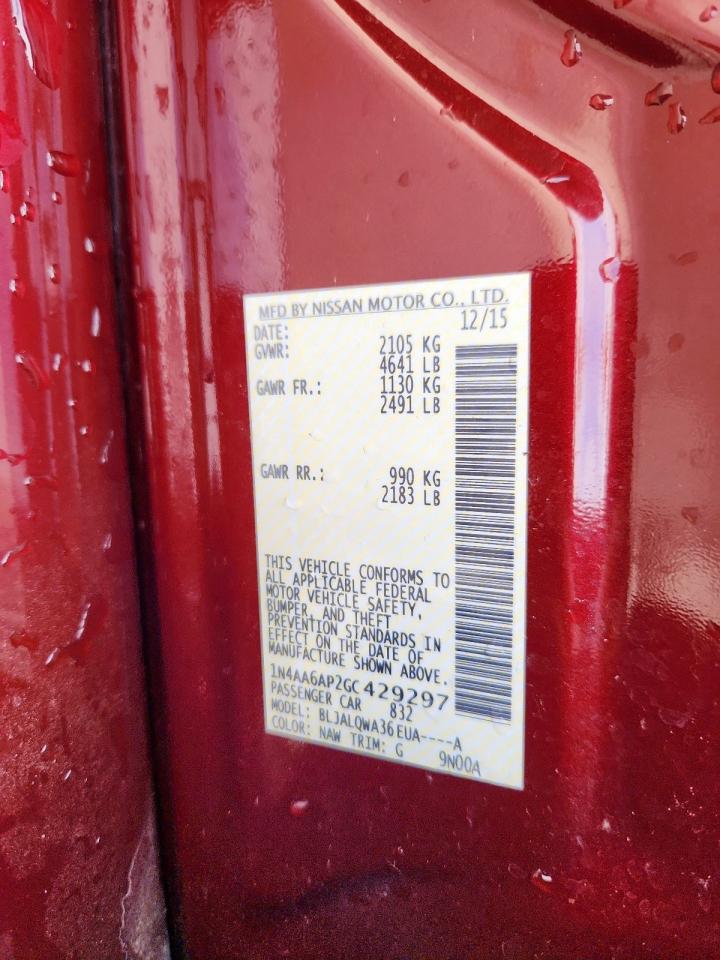 MFD BY NISSAN MOTOR CO., LTD.
DATE: 12/15
GVWR: 2105 KG
4641 LB
GAWR FR.: 1130 KG
2491 LB
GAWR RR.: 990 KG
2183 LB
THIS VEHICLE CONFORMS TO
ALL APPLICABLE FEDERAL
MOTOR VEHICLE SAFETY,
BUMPER, AND THEFT
PREVENTION STANDARDS IN
EFFECT ON THE DATE OF
MANUFACTURE SHOWN ABOVE.
1N4AA6AP2GC429297
PASSENGER CAR 832
MODEL: BLJALQWA36EUA----A
COLOR: NAW TRIM: G 9N00A